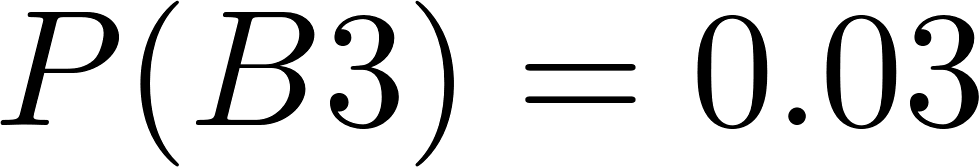 P(B3) = 0.03